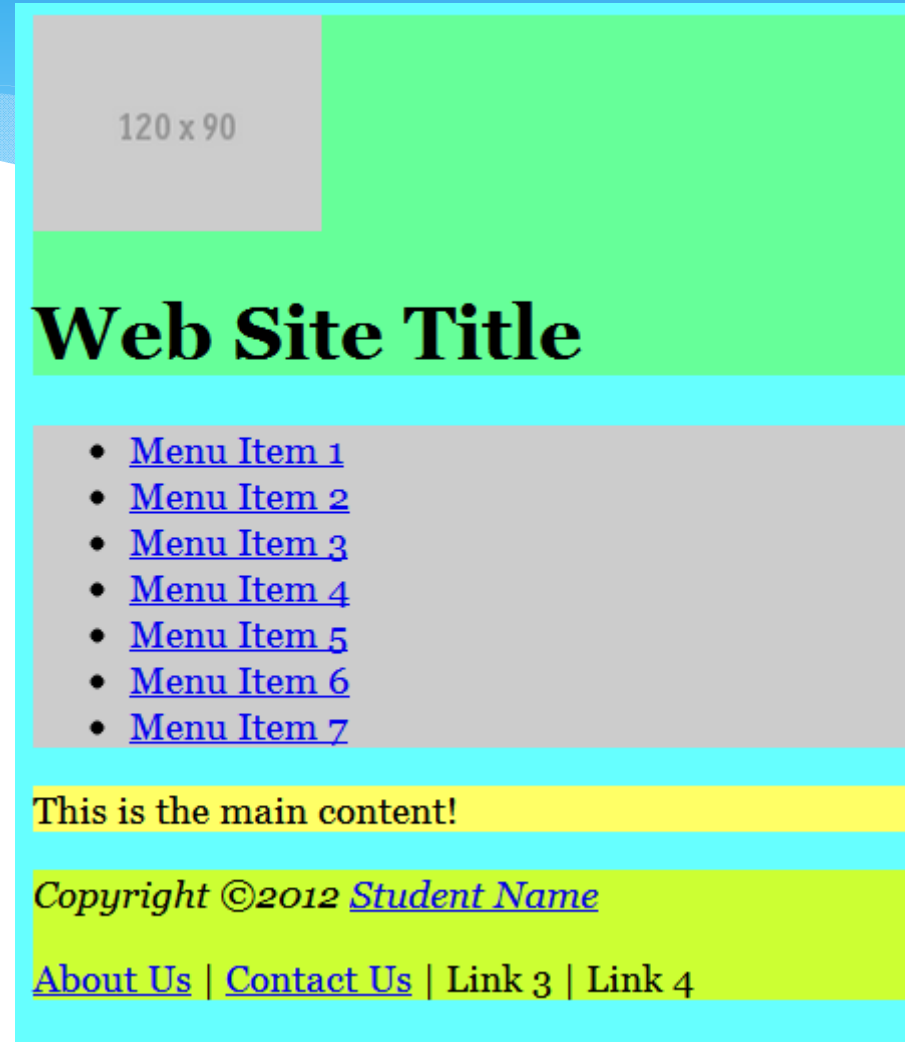 120 x 90
Web Site Title
• Menu Item 1
• Menu Item 2
• Menu Item 3
• Menu Item 4
• Menu Item 5
• Menu Item 6
• Menu Item 7
This is the main content!
Copyright ©2012 Student Name
About Us | Contact Us | Link 3 | Link 4